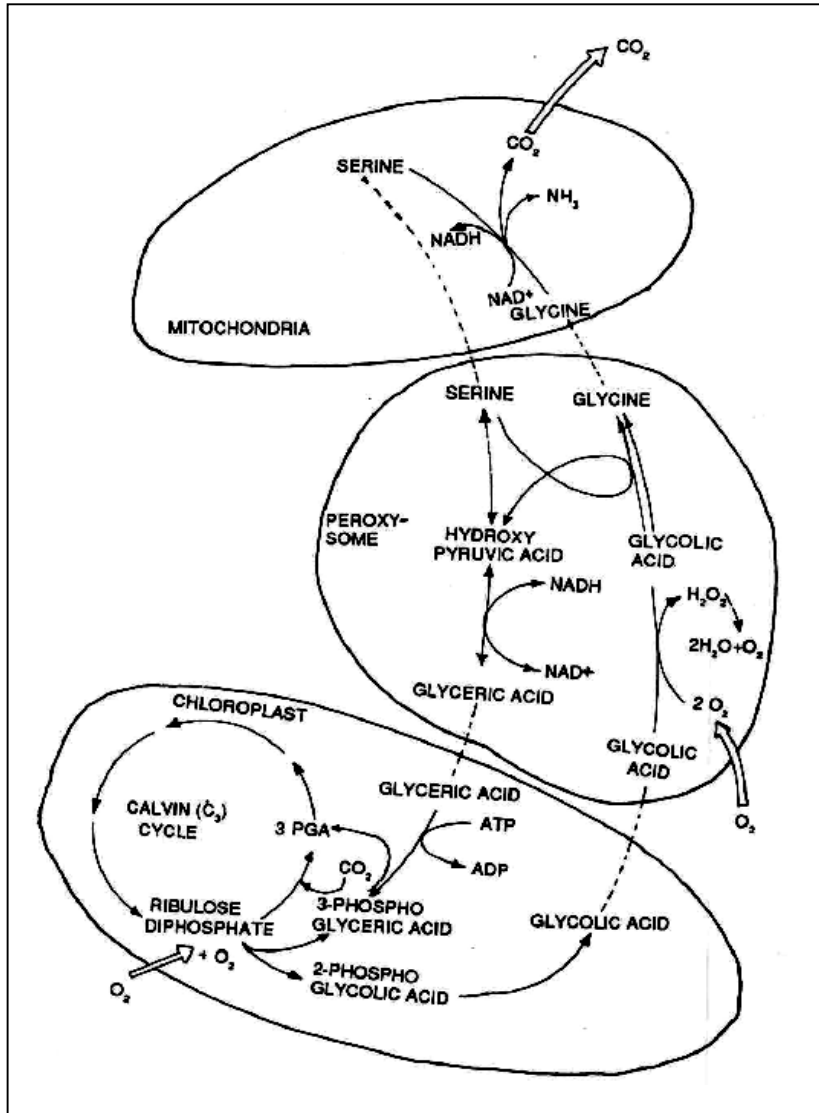 CO₂
CO₂
SERINE
NH₃
NADH
NAD+
GLYCINE
MITOCHONDRIA
SERINE
GLYCINE
PEROXY-
SOME
HYDROXY
PYRUVIC ACID
GLYCOLIC
ACID
NADH
H₂O₂
2H₂O+O₂
NAD+
GLYCERIC ACID
2 O₂
CHLOROPLAST
GLYCOLIC
ACID
GLYCERIC ACID
O₂
CALVIN (C₃)
CYCLE
3 PGA
ATP
ADP
CO₂
RIBULOSE
DIPHOSPHATE
3-PHOSPHO
GLYCERIC ACID
GLYCOLIC ACID
+ O₂
O₂
2-PHOSPHO
GLYCOLIC ACID